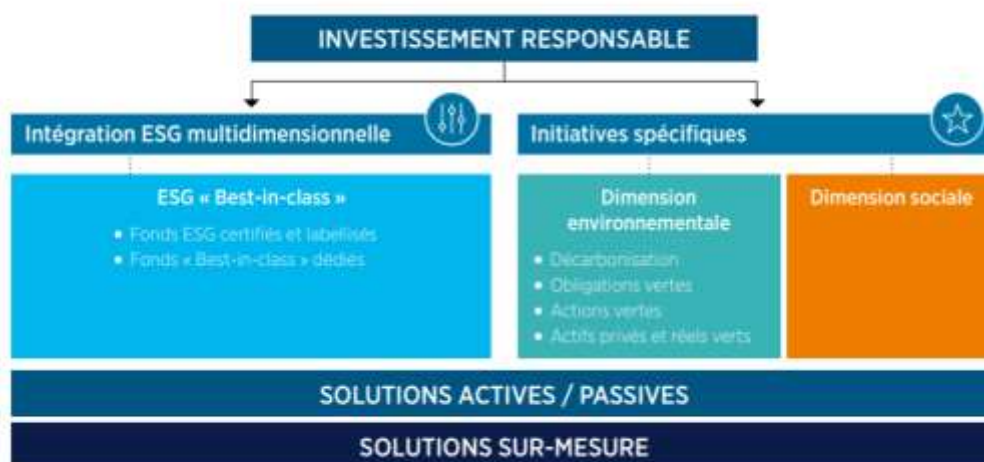 INVESTISSEMENT RESPONSABLE
Intégration ESG multidimensionnelle
Initiatives spécifiques
ESG « Best-in-class »
• Fonds ESG certifiés et labellisés
• Fonds « Best-in-class » dédiés
Dimension
environnementale
• Décarbonisation
• Obligations vertes
• Actions vertes
• Actifs privés et réels verts
Dimension sociale
SOLUTIONS ACTIVES / PASSIVES
SOLUTIONS SUR-MESURE